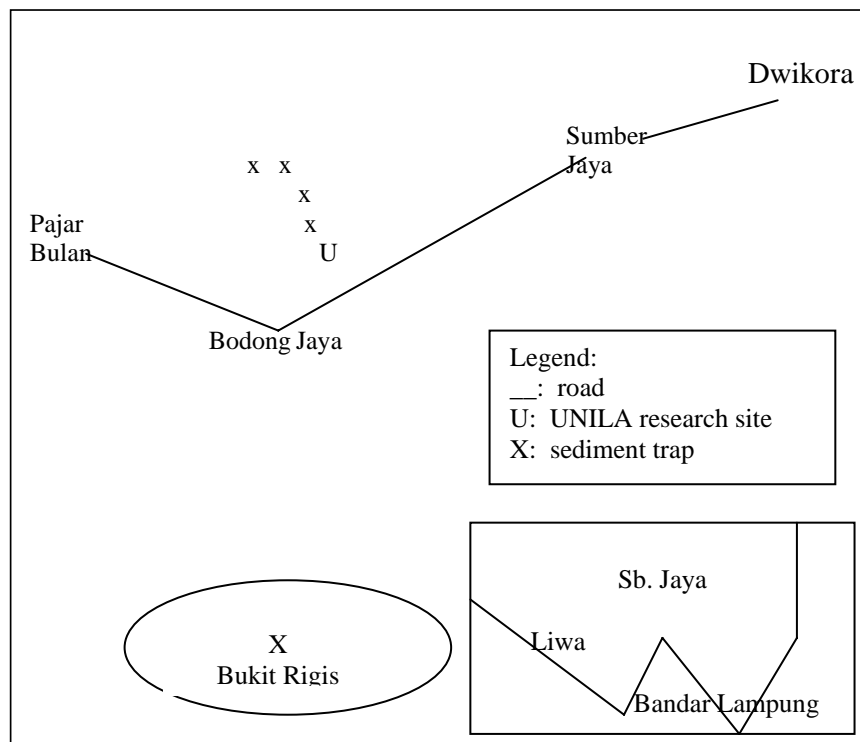 Dwikora
Sumber
Jaya
x x
x
x
U
Pajar
Bulan
Bodong Jaya
Legend:
__: road
U: UNILA research site
X: sediment trap
Sb. Jaya
Liwa
Bandar Lampung
X
Bukit Rigis